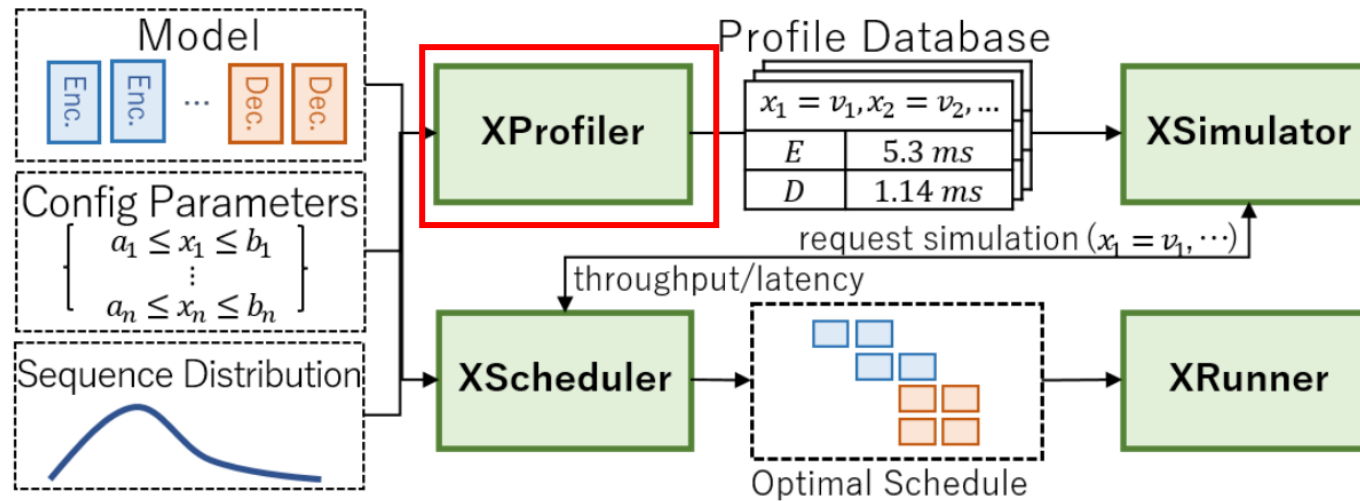 Model
Enc.
Enc.
...
Dec.
Dec.
Config Parameters
a₁ ≤ x₁ ≤ b₁
⋮
aₙ ≤ xₙ ≤ bₙ
Sequence Distribution
XProfiler
Profile Database
x₁ = v₁, x₂ = v₂, ...
E 5.3 ms
D 1.14 ms
XSimulator
request simulation (x₁ = v₁, ⋯)
throughput/latency
XScheduler
Optimal Schedule
XRunner